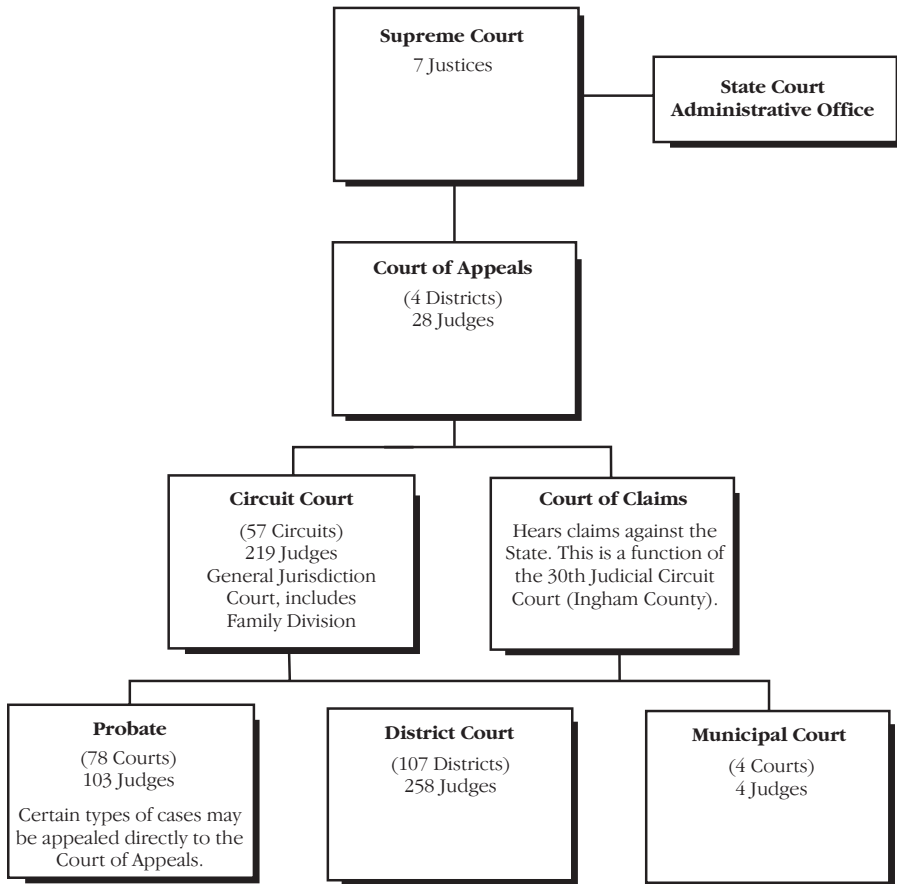 Supreme Court
7 Justices
State Court
Administrative Office
Court of Appeals
(4 Districts)
28 Judges
Circuit Court
(57 Circuits)
219 Judges
General Jurisdiction
Court, includes
Family Division
Court of Claims
Hears claims against the
State. This is a function of
the 30th Judicial Circuit
Court (Ingham County).
Probate
(78 Courts)
103 Judges
Certain types of cases may
be appealed directly to the
Court of Appeals.
District Court
(107 Districts)
258 Judges
Municipal Court
(4 Courts)
4 Judges